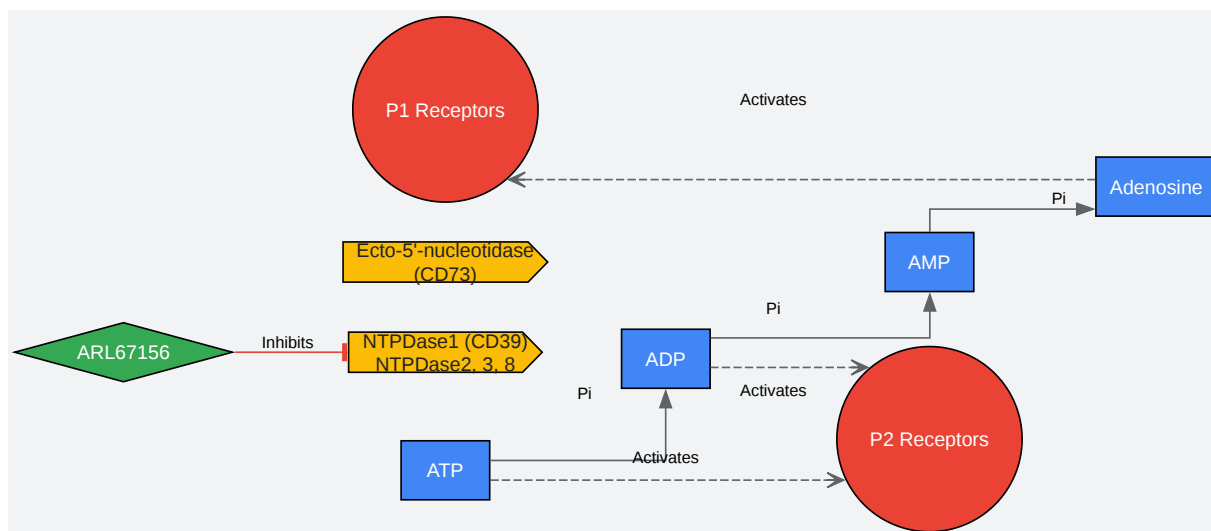 P1 Receptors
Activates
Adenosine
Pi
Ecto-5'-nucleotidase
(CD73)
AMP
Pi
ARL67156
Inhibits
NTPDase1 (CD39)
NTPDase2, 3, 8
ADP
Pi
Activates
P2 Receptors
Activates
ATP